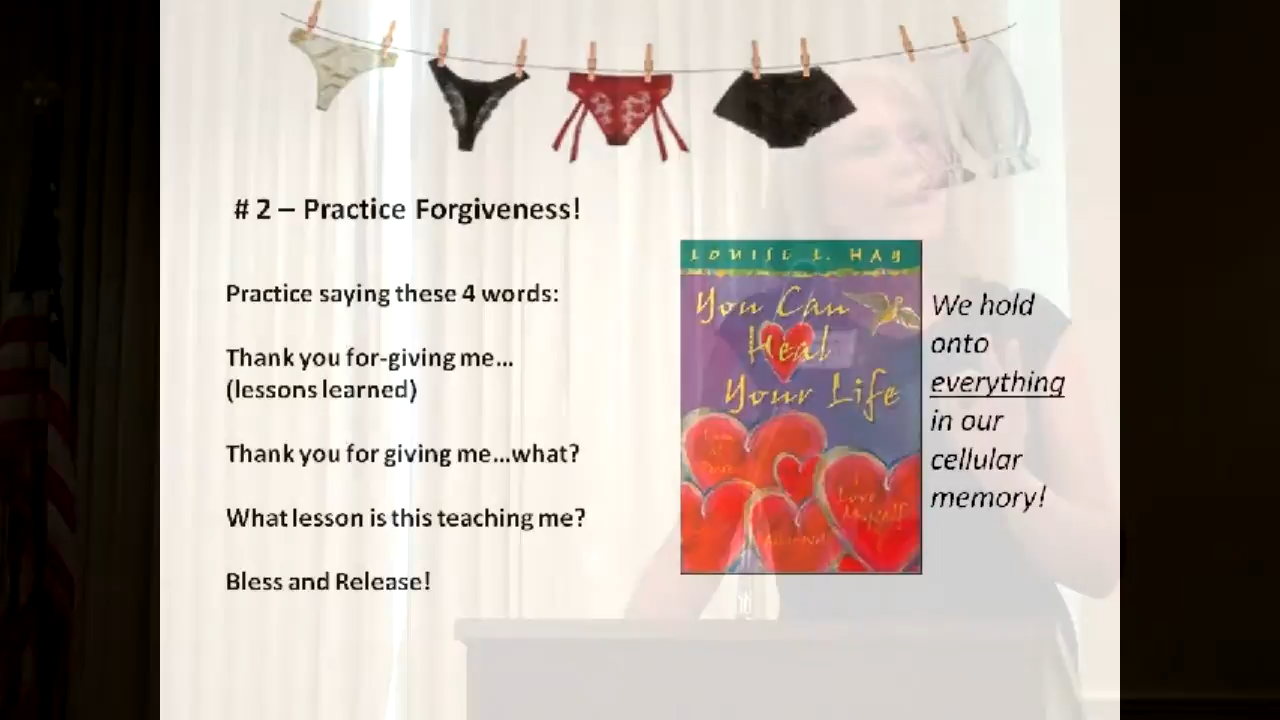 # 2 – Practice Forgiveness!
Practice saying these 4 words:
Thank you for-giving me...
(lessons learned)
Thank you for giving me...what?
What lesson is this teaching me?
Bless and Release!
LOUISE L. HAY
You Can
Heal
Your Life
I Love
Myself
We hold
onto
everything
in our
cellular
memory!